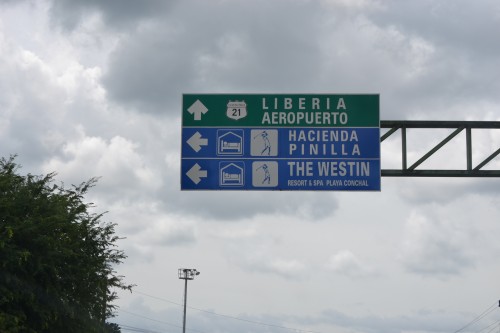 21
LIBERIA
AEROPUERTO
HACIENDA
PINILLA
THE WESTIN
RESORT & SPA PLAYA CONCHAL